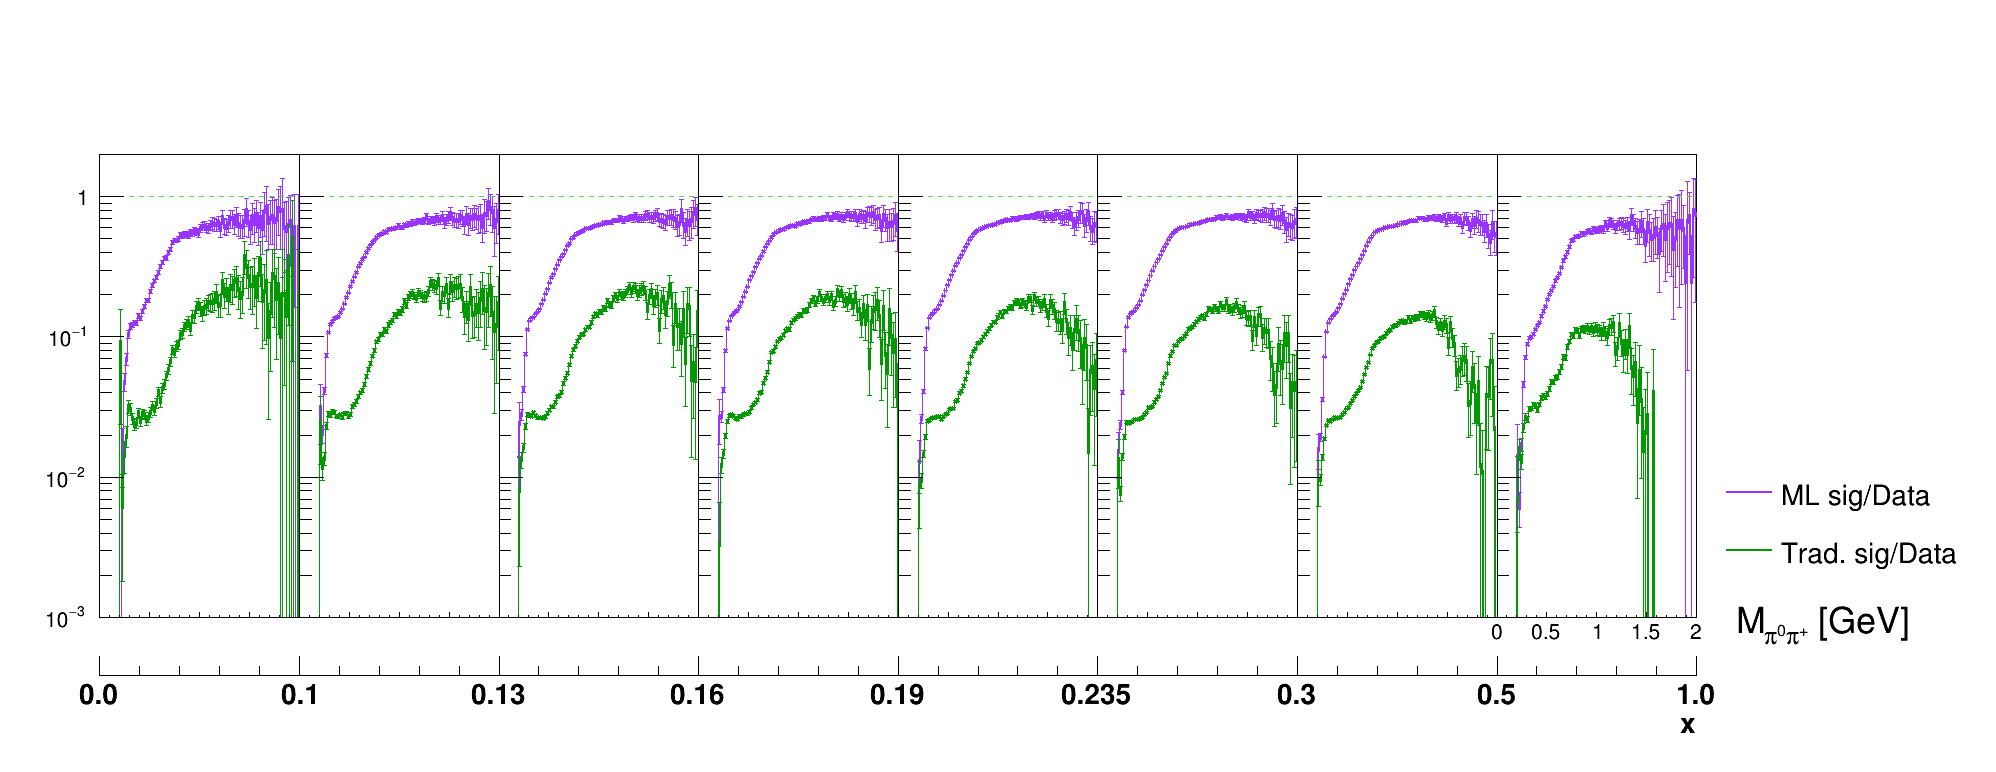 1
10⁻¹
10⁻²
10⁻³
ML sig/Data
Trad. sig/Data
0 0.5 1 1.5 2
M_π⁰π⁺ [GeV]
0.0 0.1 0.13 0.16 0.19 0.235 0.3 0.5 1.0
x